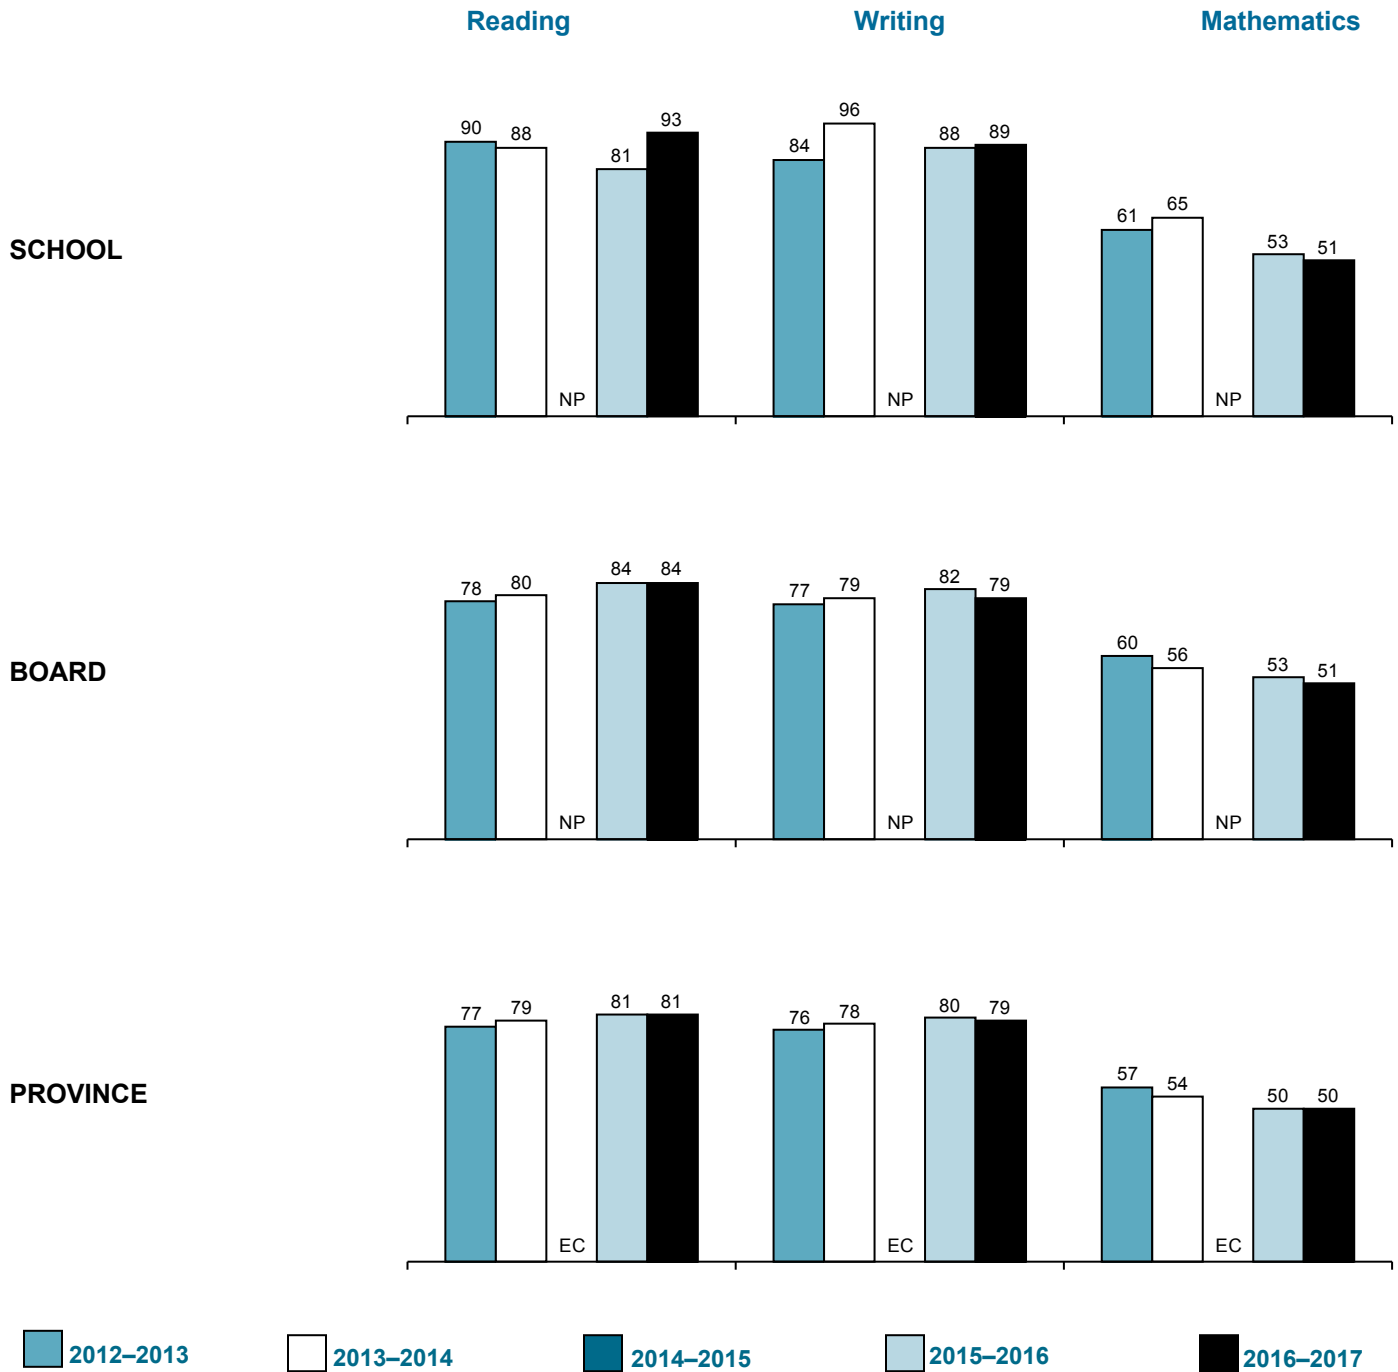 Reading Writing Mathematics
SCHOOL
90 88 NP 81 93
84 96 NP 88 89
61 65 NP 53 51
BOARD
78 80 NP 84 84
77 79 NP 82 79
60 56 NP 53 51
PROVINCE
77 79 EC 81 81
76 78 EC 80 79
57 54 EC 50 50
2012–2013 2013–2014 2014–2015 2015–2016 2016–2017